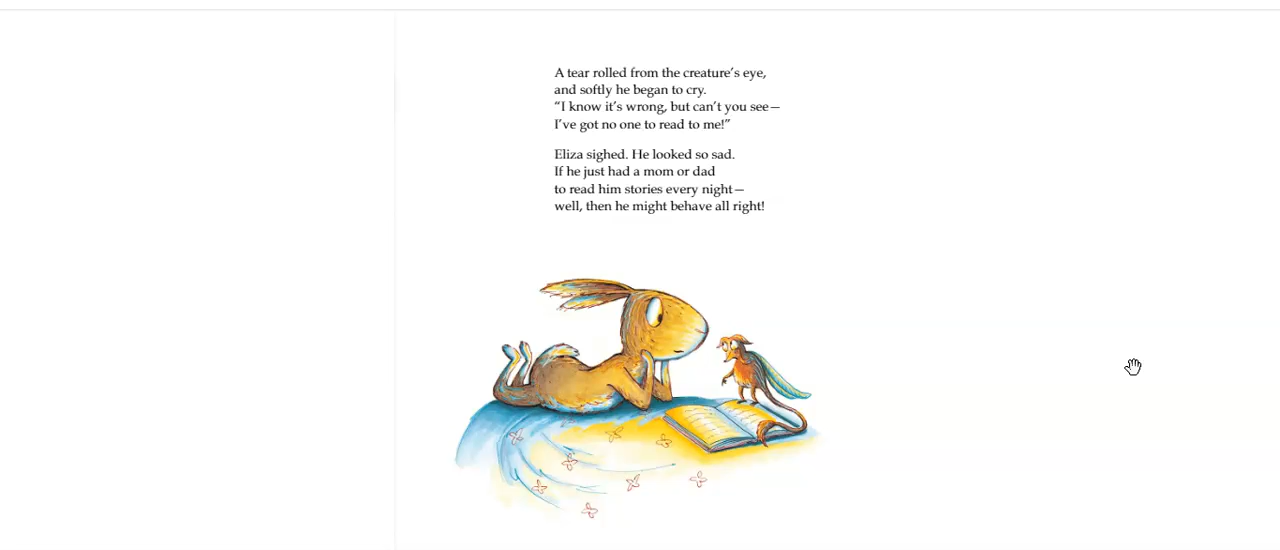 A tear rolled from the creature’s eye,
and softly he began to cry.
“I know it’s wrong, but can’t you see—
I’ve got no one to read to me!”
Eliza sighed. He looked so sad.
If he just had a mom or dad
to read him stories every night—
well, then he might behave all right!